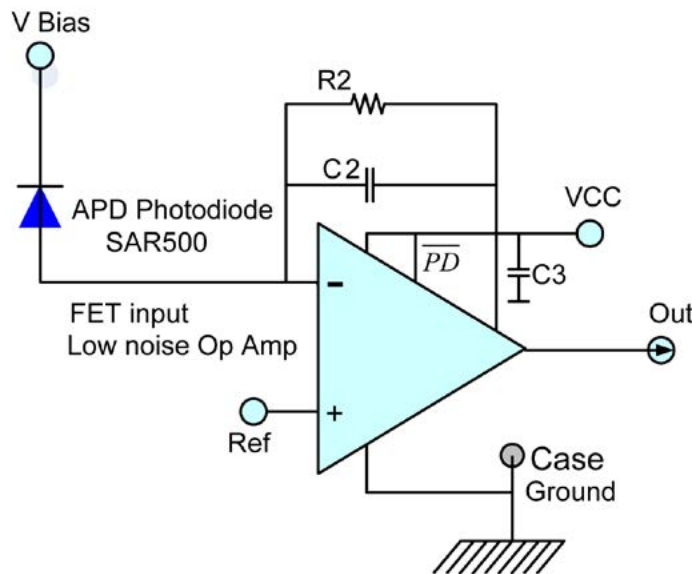 V Bias
R2
C2
APD Photodiode
SAR500
VCC
PD
C3
FET input
Low noise Op Amp
-
Out
+
Ref
Case
Ground